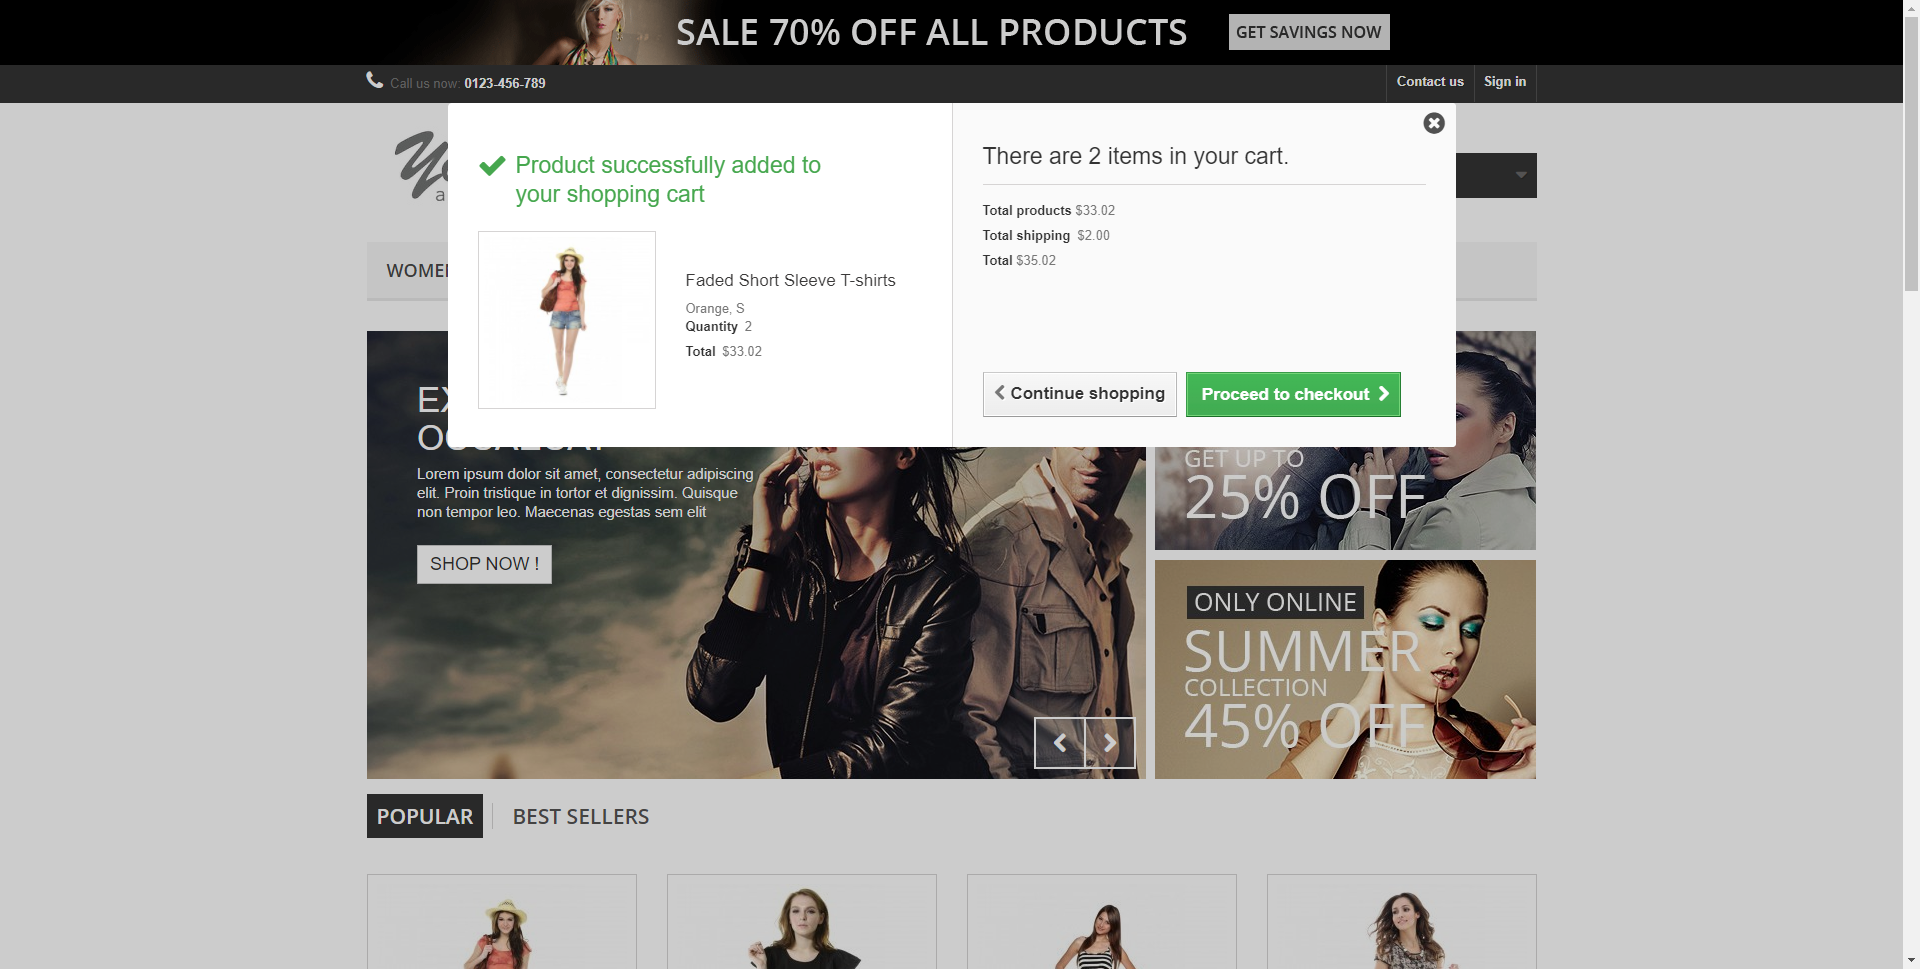 SALE 70% OFF ALL PRODUCTS
GET SAVINGS NOW
Call us now: 0123-456-789
Contact us
Sign in
Product successfully added to
your shopping cart
Faded Short Sleeve T-shirts
Orange, S
Quantity 2
Total $33.02
There are 2 items in your cart.
Total products $33.02
Total shipping $2.00
Total $35.02
Continue shopping
Proceed to checkout
Lorem ipsum dolor sit amet, consectetur adipiscing
elit. Proin tristique in tortor et dignissim. Quisque
non tempor leo. Maecenas egestas sem elit
SHOP NOW !
GET UP TO
25% OFF
ONLY ONLINE
SUMMER
COLLECTION
45% OFF
POPULAR
BEST SELLERS